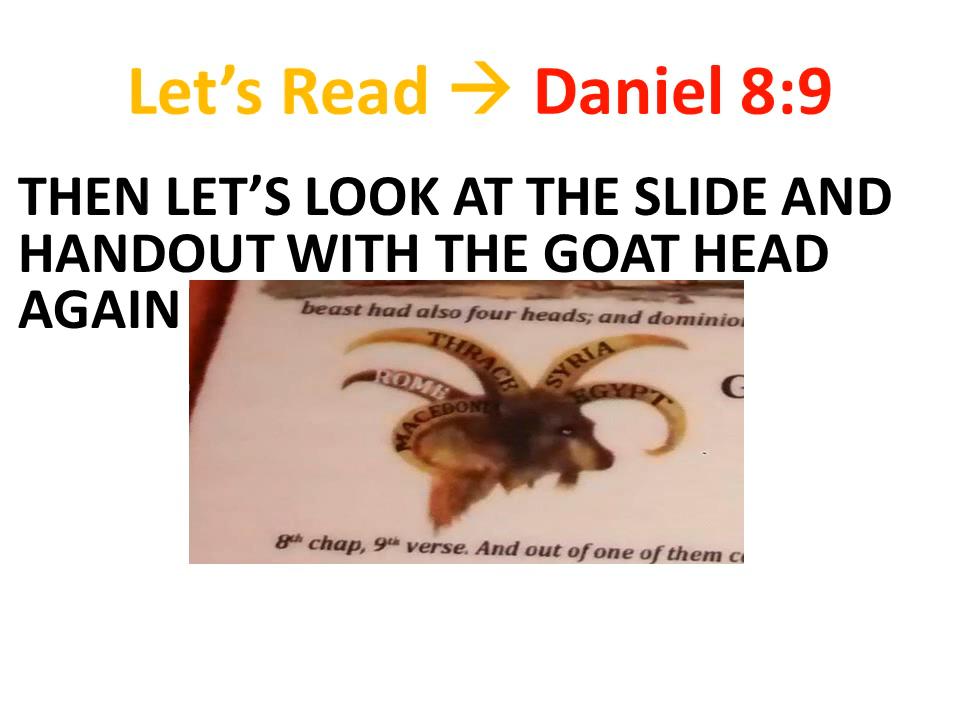 Let’s Read → Daniel 8:9
THEN LET’S LOOK AT THE SLIDE AND
HANDOUT WITH THE GOAT HEAD
AGAIN
beast had also four heads; and dominion
THRACE
SYRIA
ROME
EGYPT
MACEDONIA
G
8th chap, 9th verse. And out of one of them c